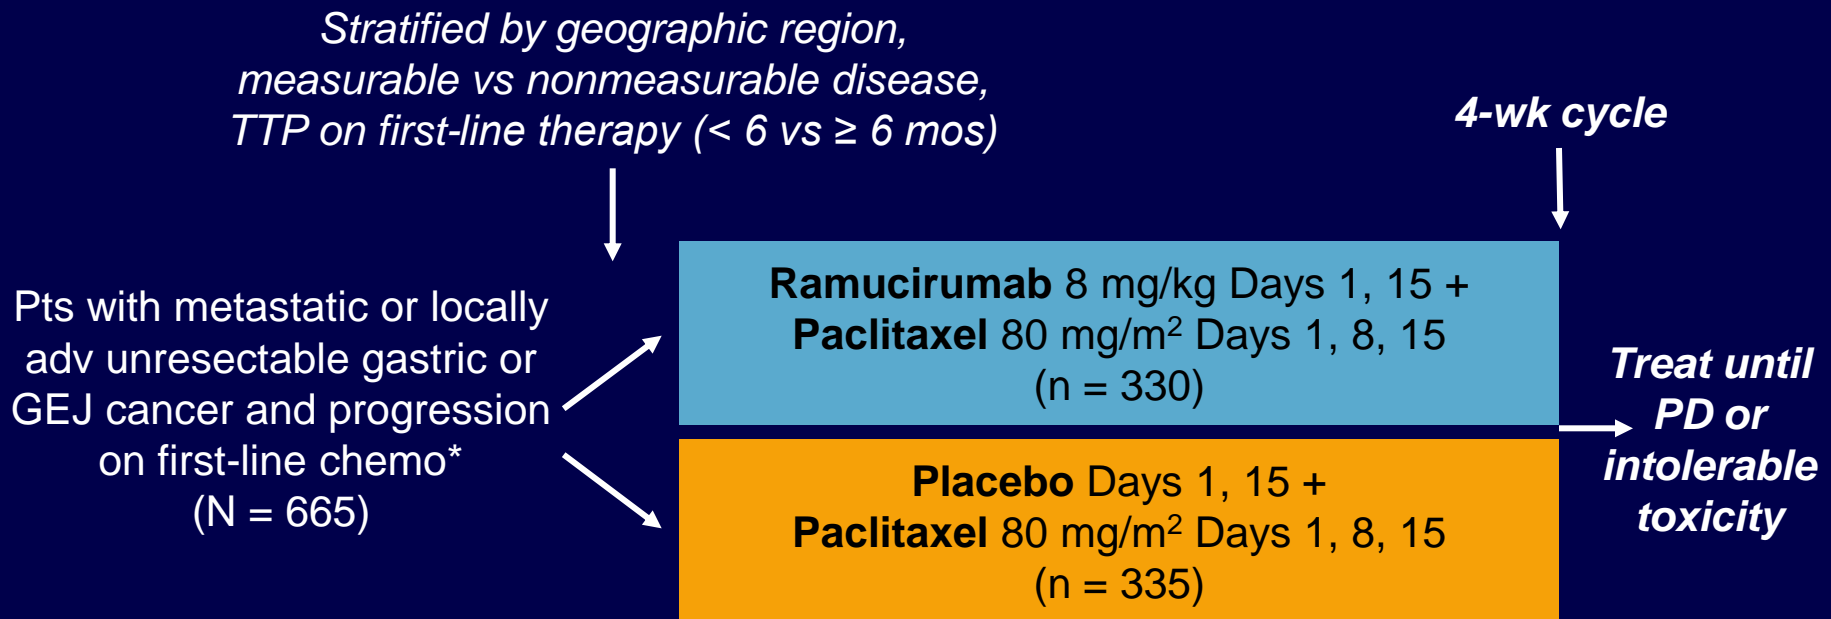 Stratified by geographic region,
measurable vs nonmeasurable disease,
TTP on first-line therapy (< 6 vs ≥ 6 mos)
4-wk cycle
Pts with metastatic or locally
adv unresectable gastric or
GEJ cancer and progression
on first-line chemo*
(N = 665)
Ramucirumab 8 mg/kg Days 1, 15 +
Paclitaxel 80 mg/m² Days 1, 8, 15
(n = 330)
Placebo Days 1, 15 +
Paclitaxel 80 mg/m² Days 1, 8, 15
(n = 335)
Treat until
PD or
intolerable
toxicity